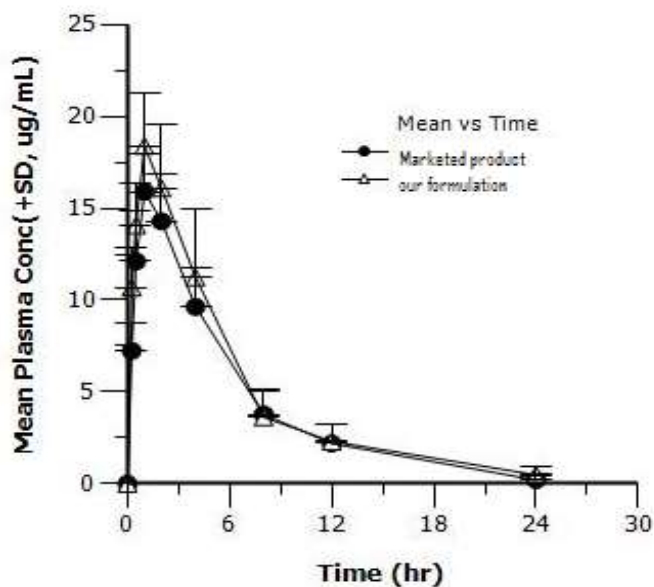 25
20
15
10
5
0
Mean Plasma Conc(+SD, ug/mL)
Mean vs Time
Marketed product
our formulation
0 6 12 18 24 30
Time (hr)